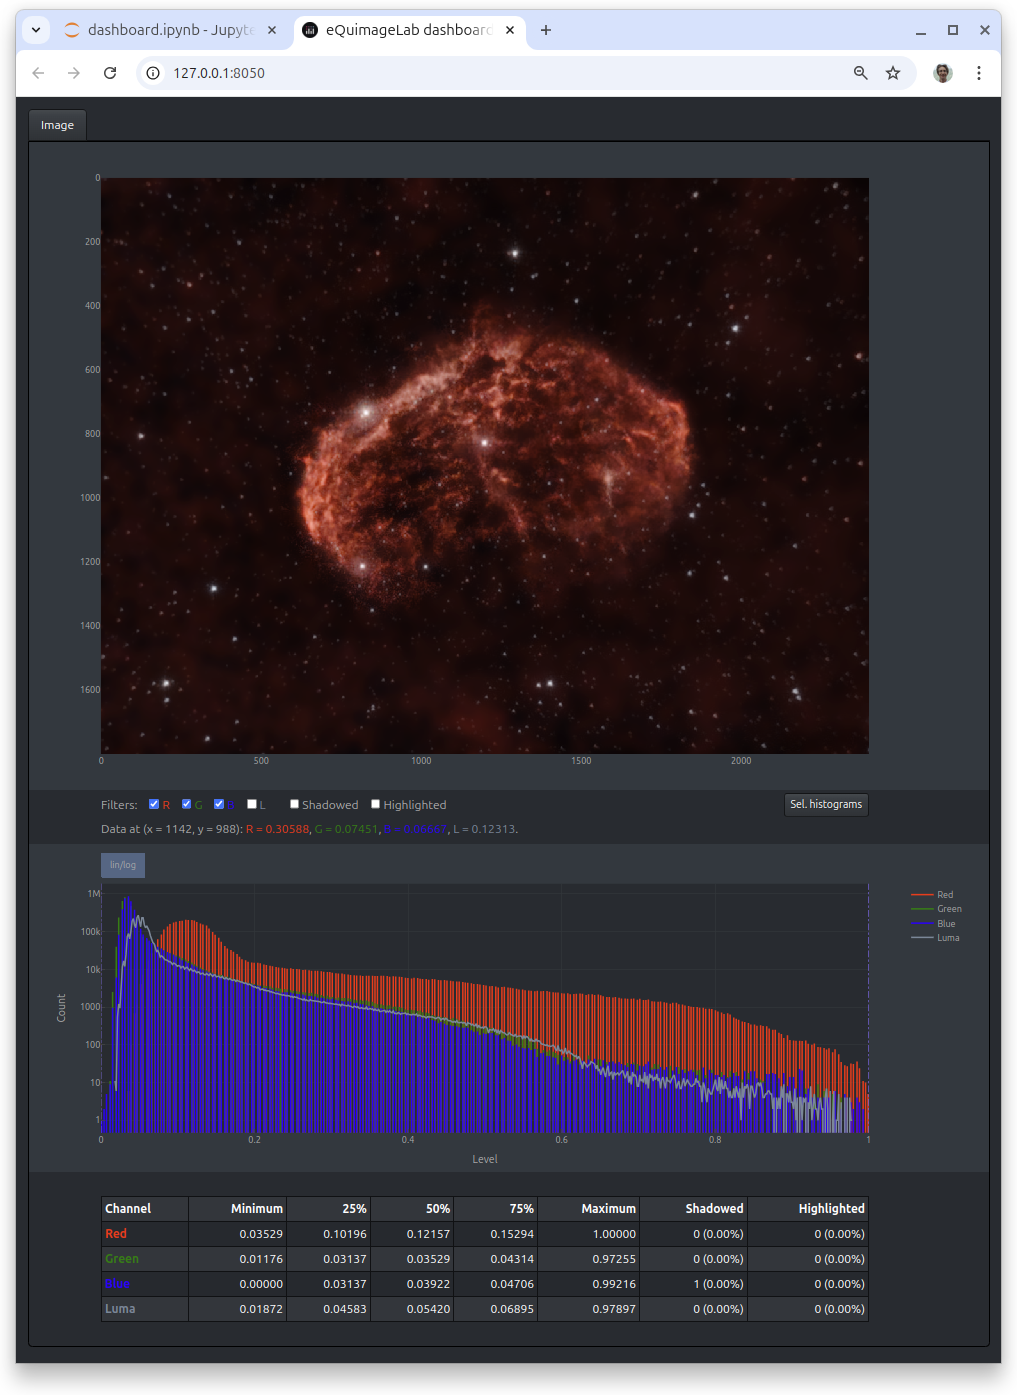 dashboard.ipynb - Jupyte
eQuimageLab dashboard
127.0.0.1:8050
Image
0
200
400
600
800
1000
1200
1400
1600
0 500 1000 1500 2000
Filters: R G B L Shadowed Highlighted Sel. histograms
Data at (x = 1142, y = 988): R = 0.30588, G = 0.07451, L = 0.12313.
lin/log
1M
100k
10k
1000
100
10
1
Count
0 0.2 0.4 0.6 0.8 1
Level
Red
Green
Blue
Luma
Channel Minimum 25% 50% 75% Maximum Shadowed Highlighted
Red 0.03529 0.10196 0.12157 0.15294 1.00000 0 (0.00%) 0 (0.00%)
Green 0.01176 0.03137 0.03529 0.04314 0.97255 0 (0.00%) 0 (0.00%)
Blue 0.00000 0.03137 0.03922 0.04706 0.99216 1 (0.00%) 0 (0.00%)
Luma 0.01872 0.04583 0.05420 0.06895 0.97897 0 (0.00%) 0 (0.00%)